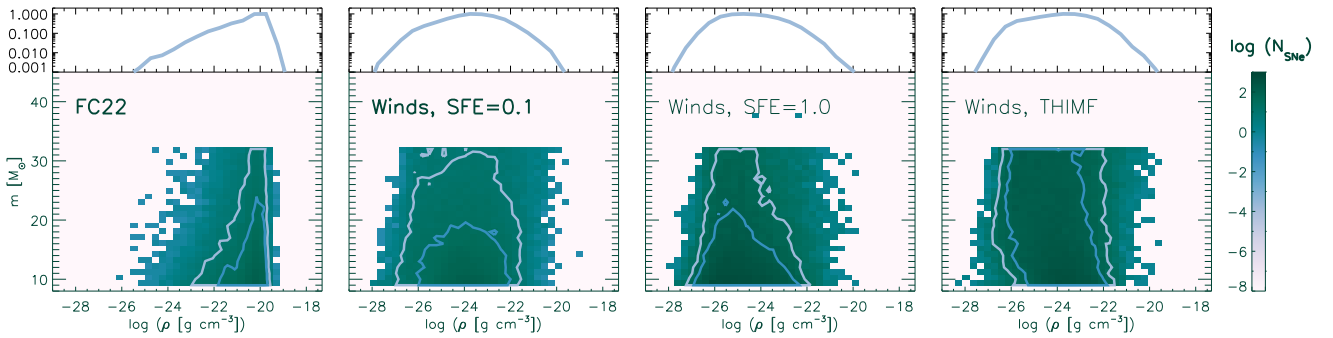 1.000
0.100
0.010
0.001
log (N_SNe)
FC22
Winds, SFE=0.1
Winds, SFE=1.0
Winds, THIMF
40
30
20
10
m [M⊙]
2
0
−2
−4
−6
−8
−28 −26 −24 −22 −20 −18
−28 −26 −24 −22 −20 −18
−28 −26 −24 −22 −20 −18
−28 −26 −24 −22 −20 −18
log (ρ [g cm⁻³])
log (ρ [g cm⁻³])
log (ρ [g cm⁻³])
log (ρ [g cm⁻³])